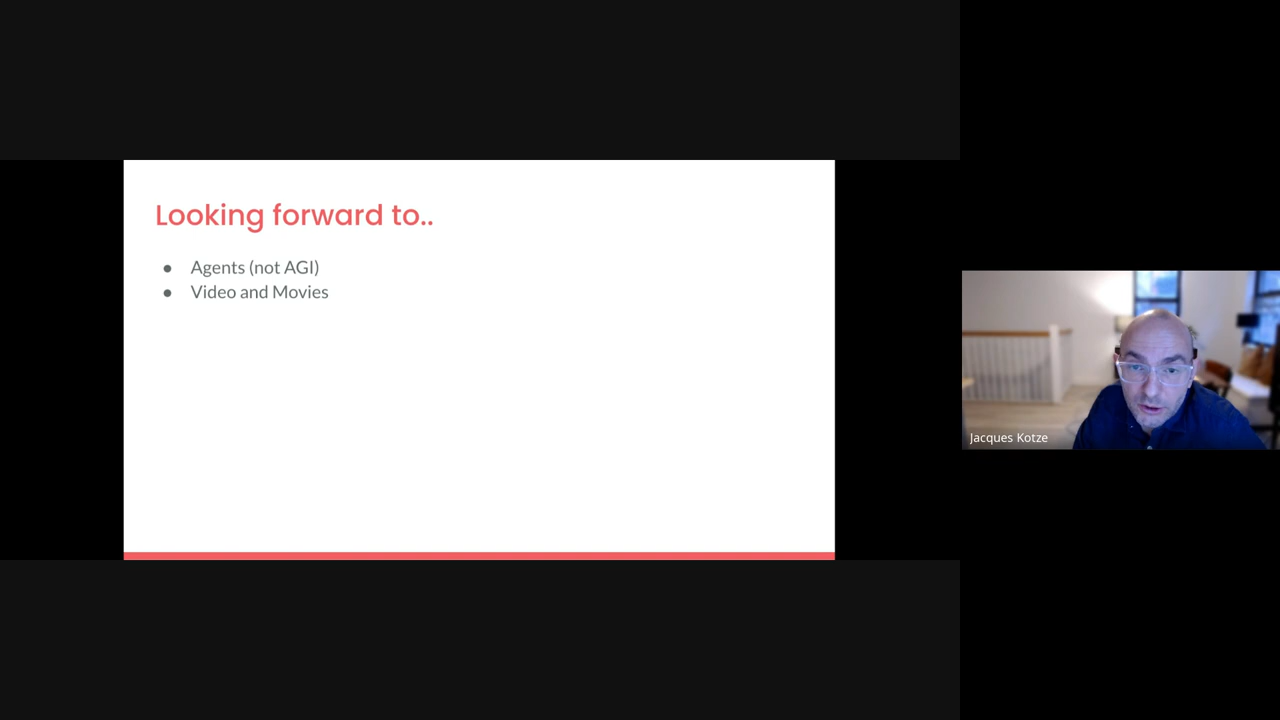 Looking forward to..
● Agents (not AGI)
● Video and Movies
Jacques Kotze